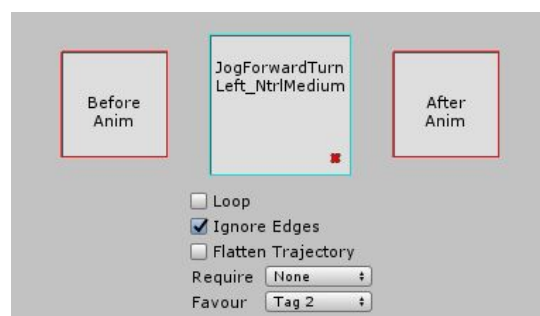 Before
Anim
JogForwardTurn
Left_NtrlMedium
After
Anim
Loop
Ignore Edges
Flatten Trajectory
Require None
Favour Tag 2